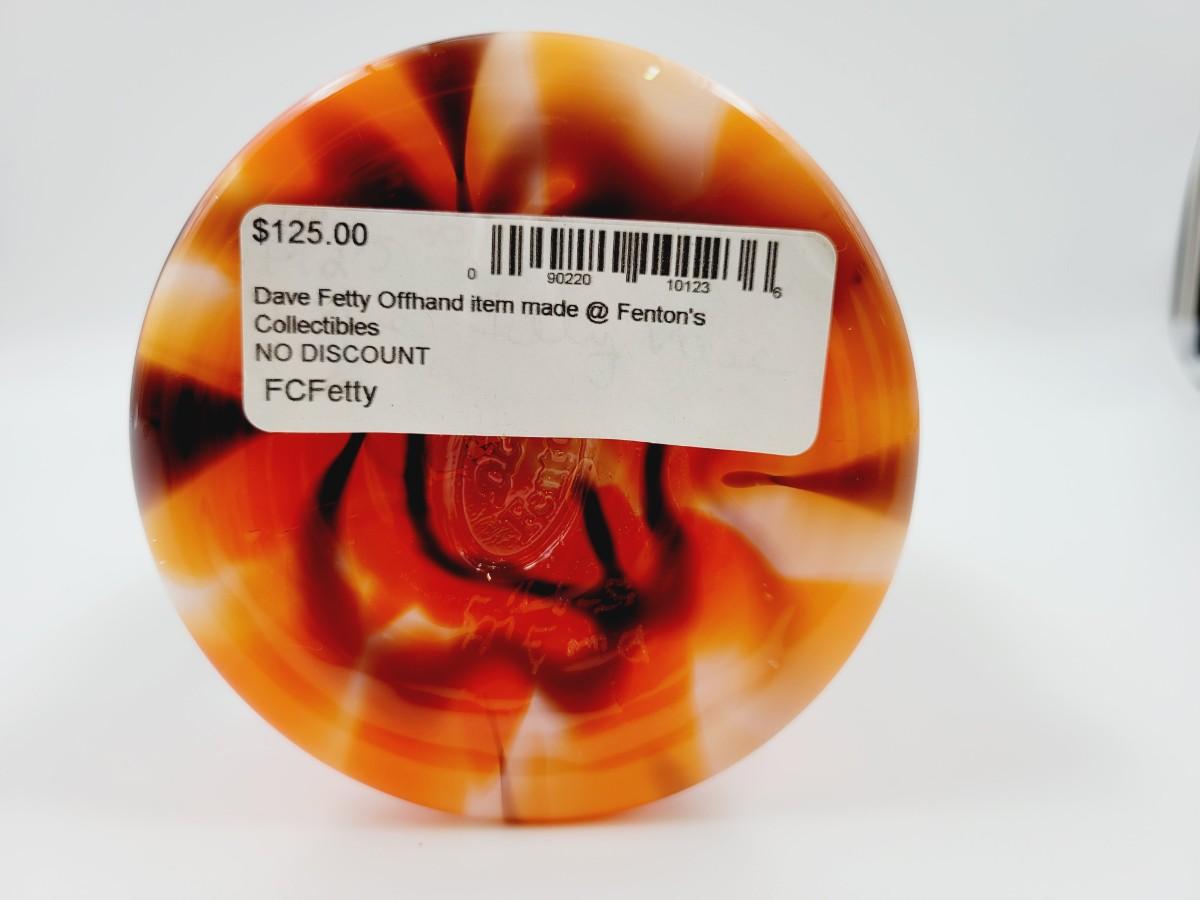 $125.00
0 90220 10123 6
Dave Fetty Offhand item made @ Fenton's
Collectibles
NO DISCOUNT
FCFetty